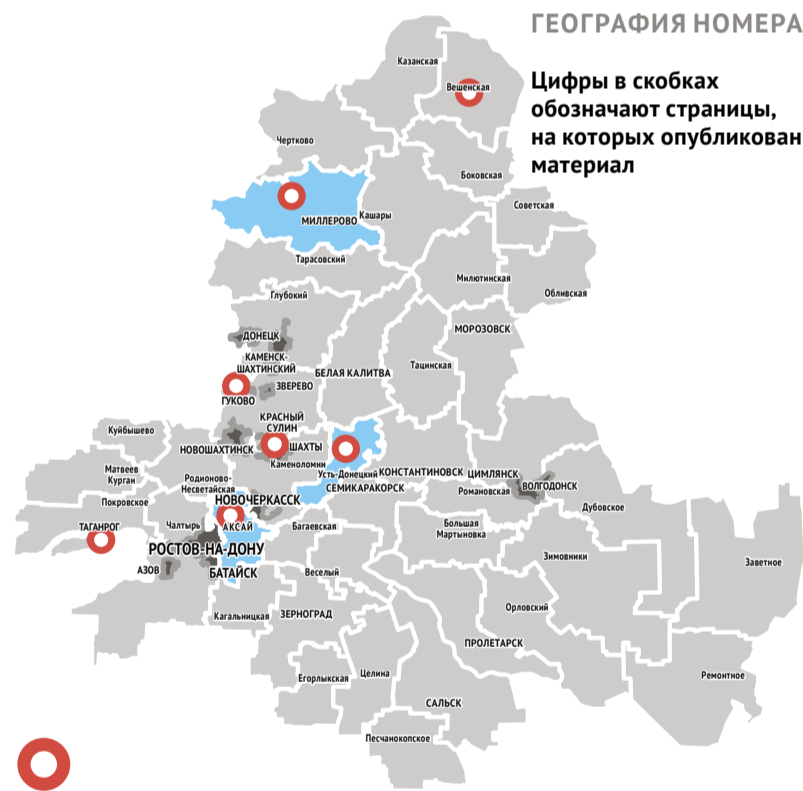 ГЕОГРАФИЯ НОМЕРА
Цифры в скобках
обозначают страницы,
на которых опубликован
материал
Казанская
Вешенская
Чертково
Боковская
Советская
МИЛЛЕРОВО
Кашары
Тарасовский
Милютинская
Обливская
Глубокий
МОРОЗОВСК
ДОНЕЦК
КАМЕНСК-
ШАХТИНСКИЙ
БЕЛАЯ КАЛИТВА
Тацинская
ЗВЕРЕВО
ГУКОВО
КРАСНЫЙ
СУЛИН
Куйбышево
НОВОШАХТИНСК
ШАХТЫ
Каменоломни
Матвеев
Курган
Усть-Донецкий
КОНСТАНТИНОВСК
ЦИМЛЯНСК
Родионово-
Несветайская
СЕМИКАРАКОРСК
Романовская
ВОЛГОДОНСК
Покровское
НОВОЧЕРКАССК
Дубовское
ТАГАНРОГ
Чалтырь
АКСАЙ
Багаевская
Большая
Мартыновка
РОСТОВ-НА-ДОНУ
Зимовники
Заветное
АЗОВ
БАТАЙСК
Веселый
Кагальницкая
ЗЕРНОГРАД
Орловский
ПРОЛЕТАРСК
Егорлыкская
Целина
Ремонтное
САЛЬСК
Песчанокопское